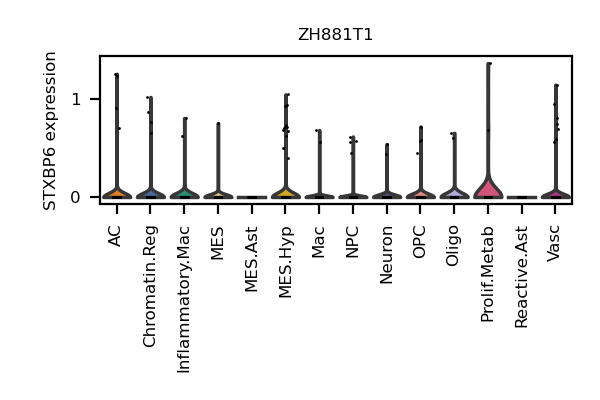 ZH881T1
STXBP6 expression
1
0
AC
Chromatin.Reg
Inflammatory.Mac
MES
MES.Ast
MES.Hyp
Mac
NPC
Neuron
OPC
Oligo
Prolif.Metab
Reactive.Ast
Vasc